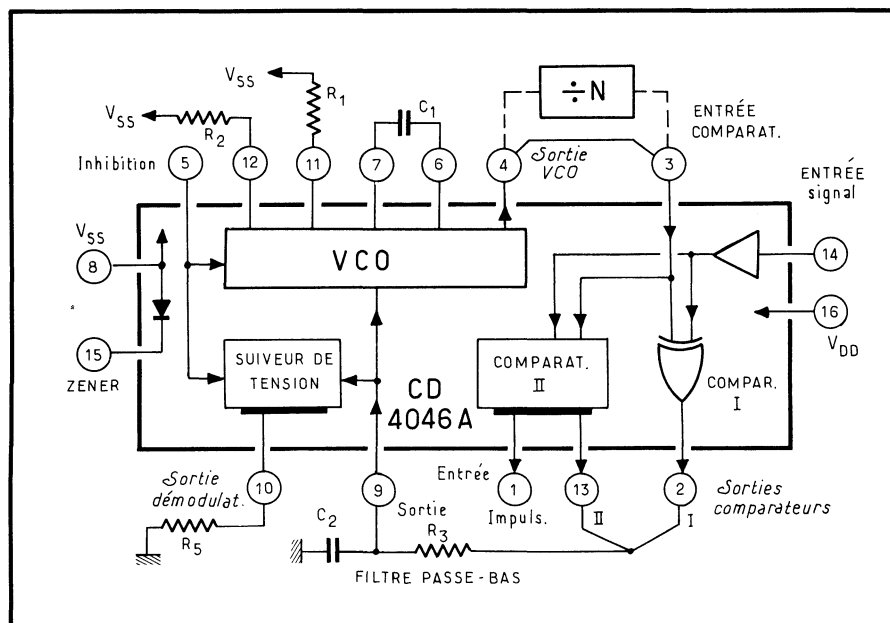 ÷N
ENTRÉE
COMPARAT.
VSS
R1
VSS
R2
C1
Inhibition
5
12
11
7
6
4
Sortie
VCO
3
ENTRÉE
signal
VSS
8
VCO
14
16
VDD
15
ZENER
SUIVEUR DE
TENSION
COMPARAT.
II
COMPAR.
I
CD
4046A
Sortie
démodulat.
10
9
Entrée
1
13
2
Sorties
comparateurs
Sortie
Impuls.
II
I
R5
C2
R3
FILTRE PASSE-BAS